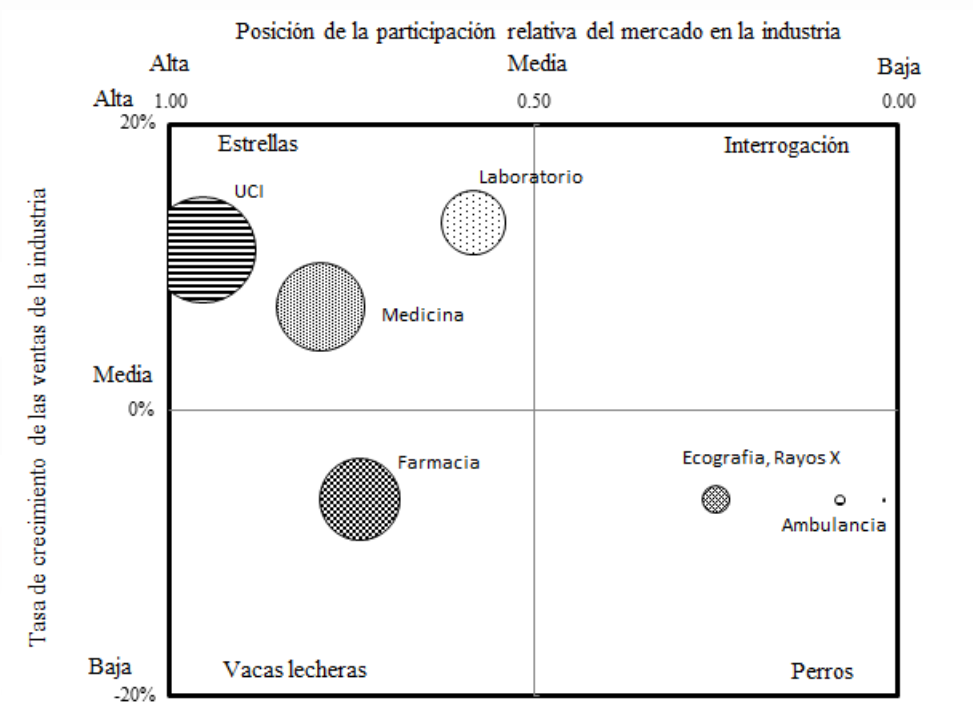 Posición de la participación relativa del mercado en la industria
Alta Media Baja
Alta 1.00 0.50 0.00
20%
Estrellas Interrogación
UCI Laboratorio
Medicina
Tasa de crecimiento de las ventas de la industria
Media
0%
Farmacia Ecografia, Rayos X
Ambulancia
Baja Vacas lecheras Perros
-20%